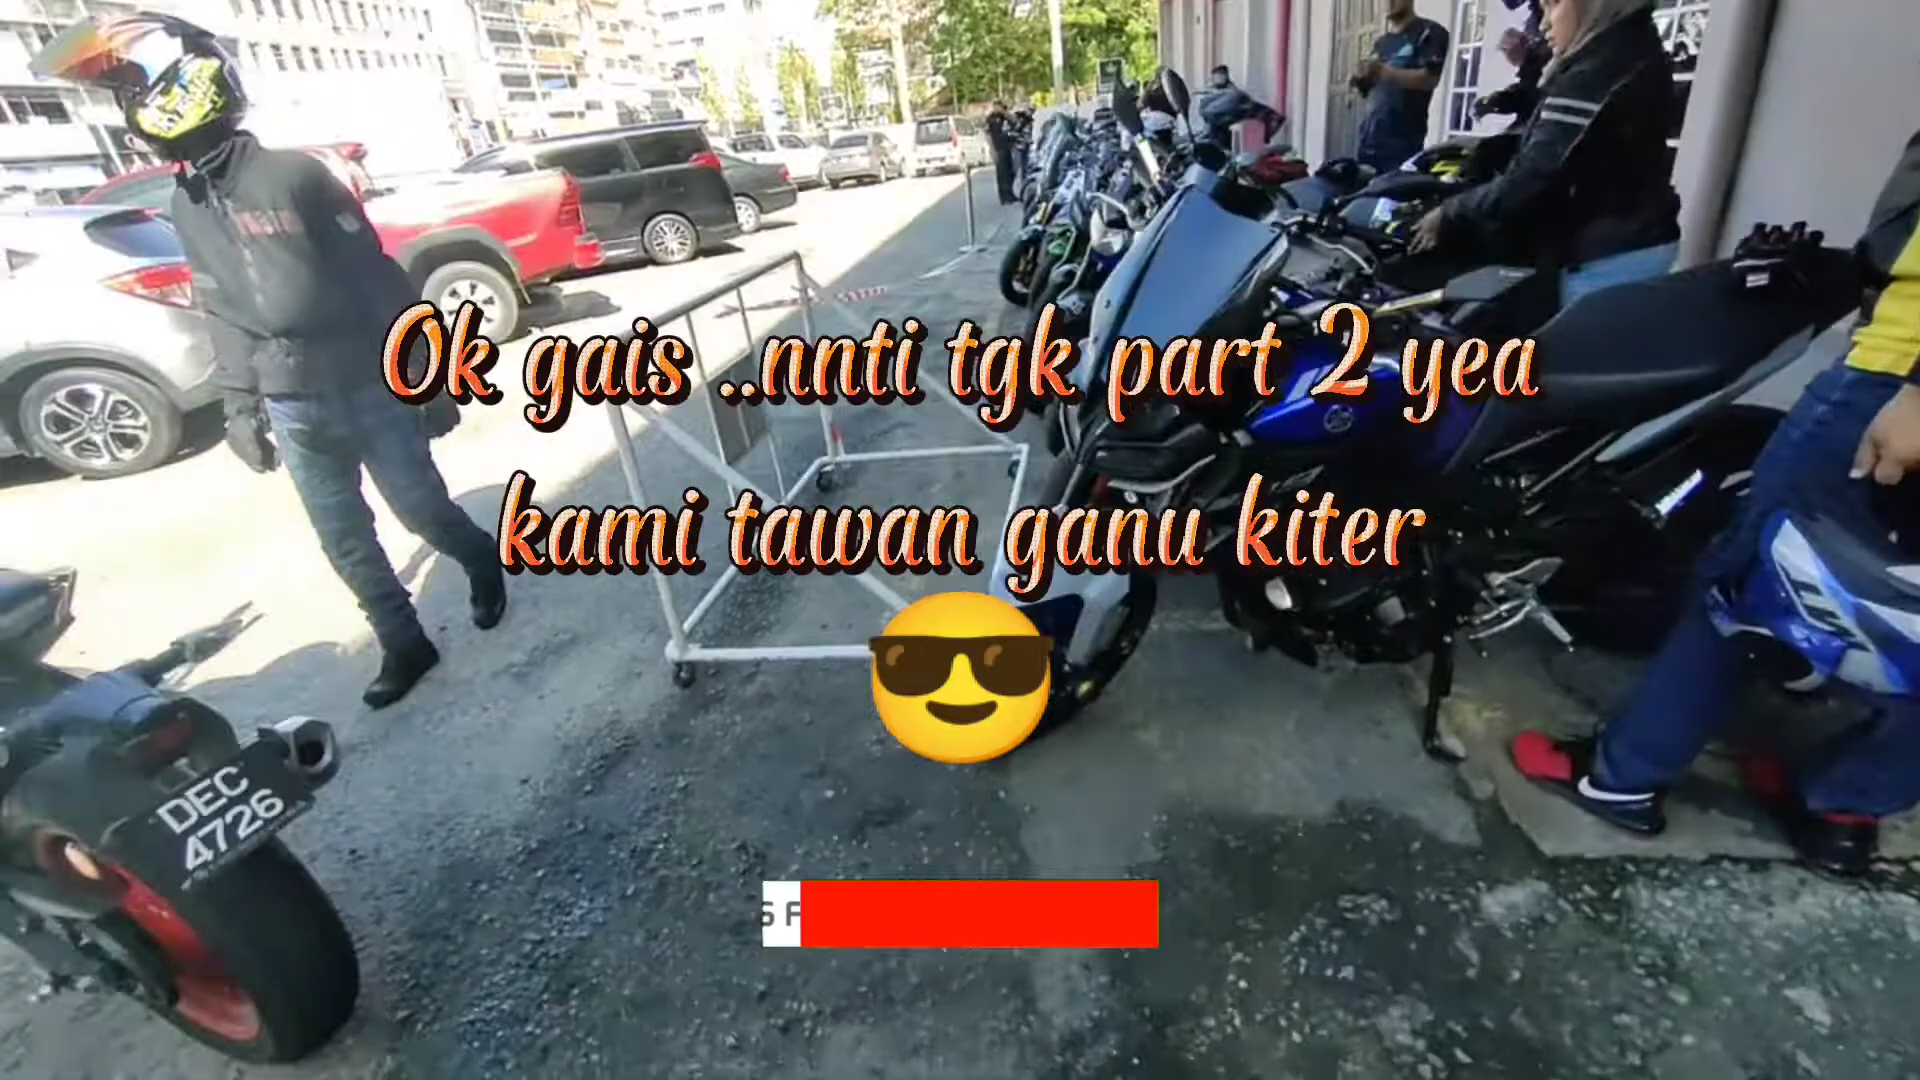 Ok gais ..nnti tgk part 2 yea
kami tawan ganu kiter
DEC
4726